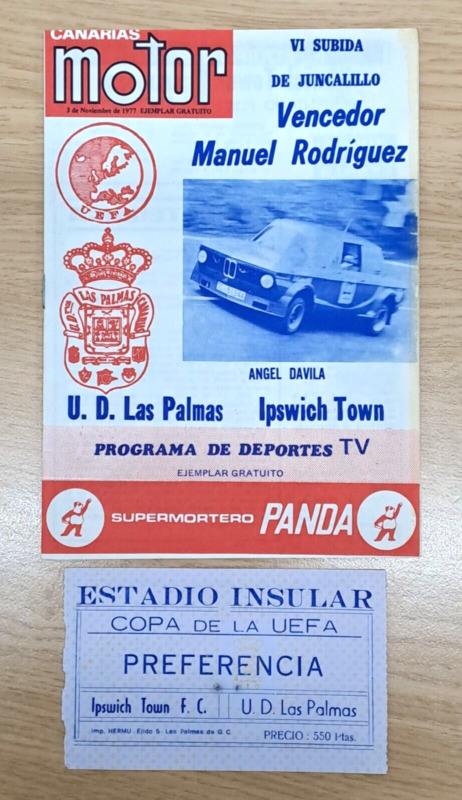 CANARIAS
motor
3 de Noviembre de 1977 EJEMPLAR GRATUITO
VI SUBIDA
DE JUNCALILLO
Vencedor
Manuel Rodríguez
UEFA
LAS PALMAS
ANGEL DAVILA
U. D. Las Palmas Ipswich Town
PROGRAMA DE DEPORTES TV
EJEMPLAR GRATUITO
SUPERMORTERO PANDA
ESTADIO INSULAR
COPA DE LA UEFA
PREFERENCIA
Ipswich Town F. C. U. D. Las Palmas
Imp. HERMU Ejido 5 Las Palmas de G C
PRECIO : 550 Ptas.